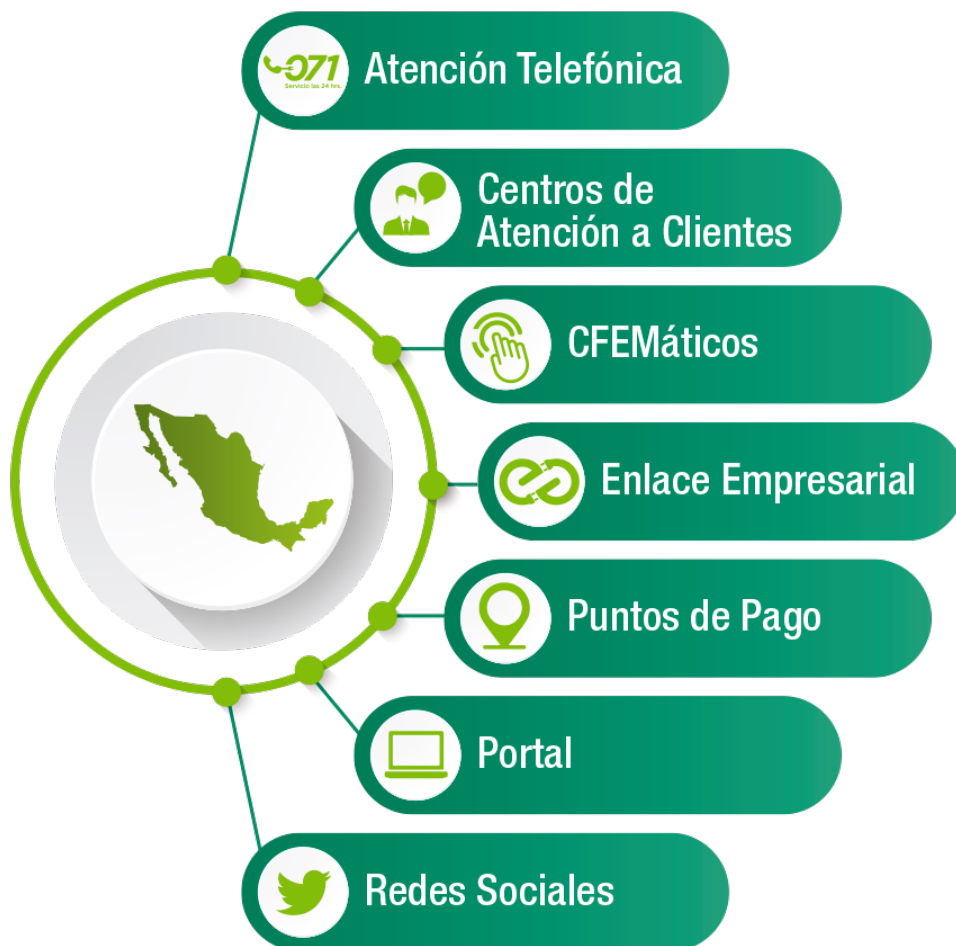 071
Servicio las 24 hrs.
Atención Telefónica
Centros de
Atención a Clientes
CFEMáticos
Enlace Empresarial
Puntos de Pago
Portal
Redes Sociales